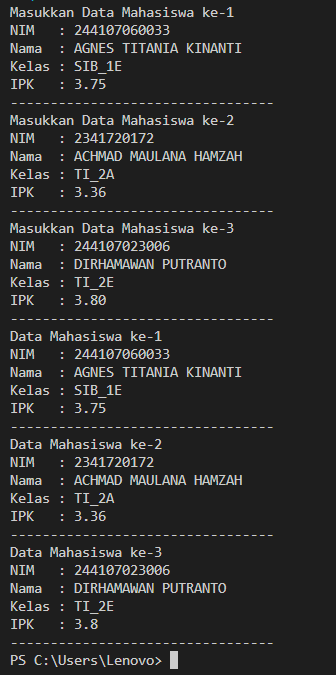 Masukkan Data Mahasiswa ke-1
NIM   : 244107060033
Nama  : AGNES TITANIA KINANTI
Kelas : SIB_1E
IPK   : 3.75
---------------------------------
Masukkan Data Mahasiswa ke-2
NIM   : 2341720172
Nama  : ACHMAD MAULANA HAMZAH
Kelas : TI_2A
IPK   : 3.36
---------------------------------
Masukkan Data Mahasiswa ke-3
NIM   : 244107023006
Nama  : DIRHAMAWAN PUTRANTO
Kelas : TI_2E
IPK   : 3.80
---------------------------------
Data Mahasiswa ke-1
NIM   : 244107060033
Nama  : AGNES TITANIA KINANTI
Kelas : SIB_1E
IPK   : 3.75
---------------------------------
Data Mahasiswa ke-2
NIM   : 2341720172
Nama  : ACHMAD MAULANA HAMZAH
Kelas : TI_2A
IPK   : 3.36
---------------------------------
Data Mahasiswa ke-3
NIM   : 244107023006
Nama  : DIRHAMAWAN PUTRANTO
Kelas : TI_2E
IPK   : 3.8
---------------------------------
PS C:\Users\Lenovo>